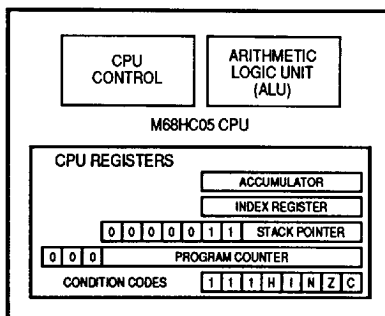 CPU CONTROL
ARITHMETIC LOGIC UNIT (ALU)
M68HC05 CPU
CPU REGISTERS
ACCUMULATOR
INDEX REGISTER
0 0 0 0 0 1 1 STACK POINTER
0 0 0 PROGRAM COUNTER
CONDITION CODES 1 1 1 H I N Z C